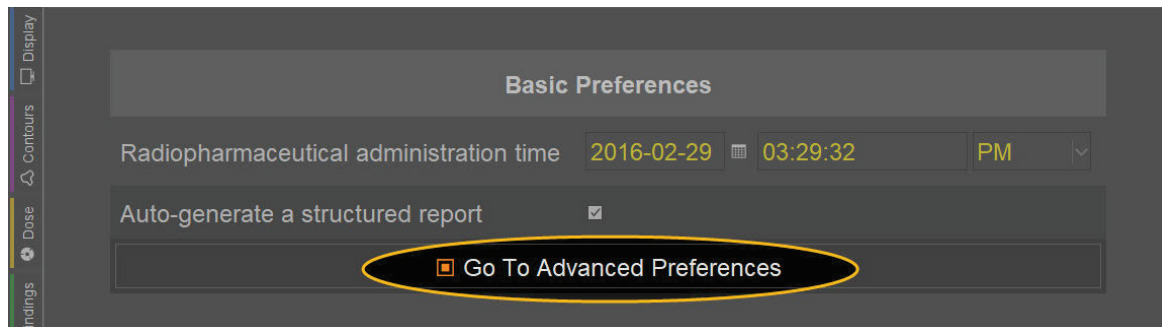 Display
Contours
Dose
indings
Basic Preferences
Radiopharmaceutical administration time 2016-02-29 03:29:32 PM
Auto-generate a structured report
Go To Advanced Preferences